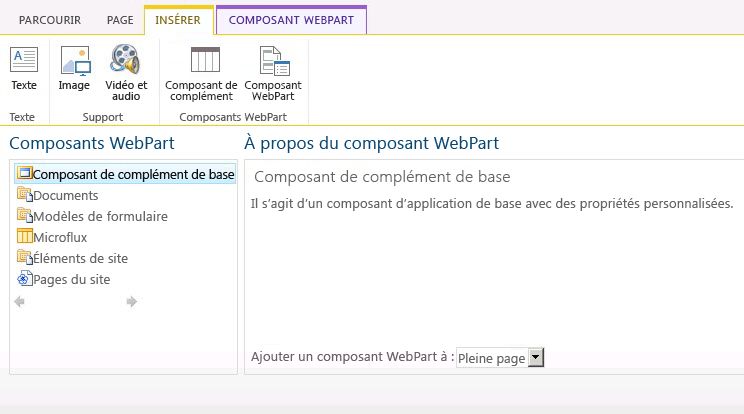 PARCOURIR PAGE INSÉRER COMPOSANT WEBPART
Texte Image Vidéo et audio Composant de complément Composant WebPart
Texte Support Composants WebPart
Composants WebPart
Composant de complément de base
Documents
Modèles de formulaire
Microflux
Éléments de site
Pages du site
À propos du composant WebPart
Composant de complément de base
Il s’agit d’un composant d’application de base avec des propriétés personnalisées.
Ajouter un composant WebPart à : Pleine page